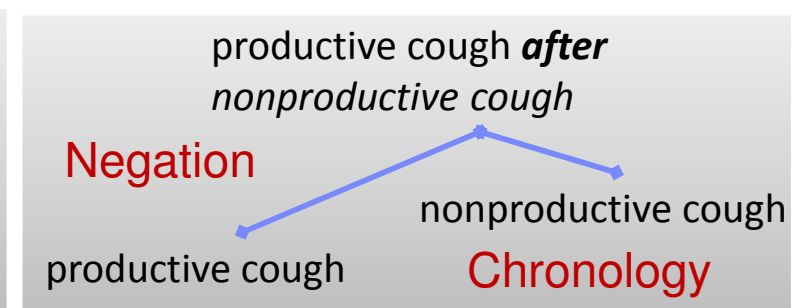 productive cough after
nonproductive cough
Negation
nonproductive cough
productive cough
Chronology